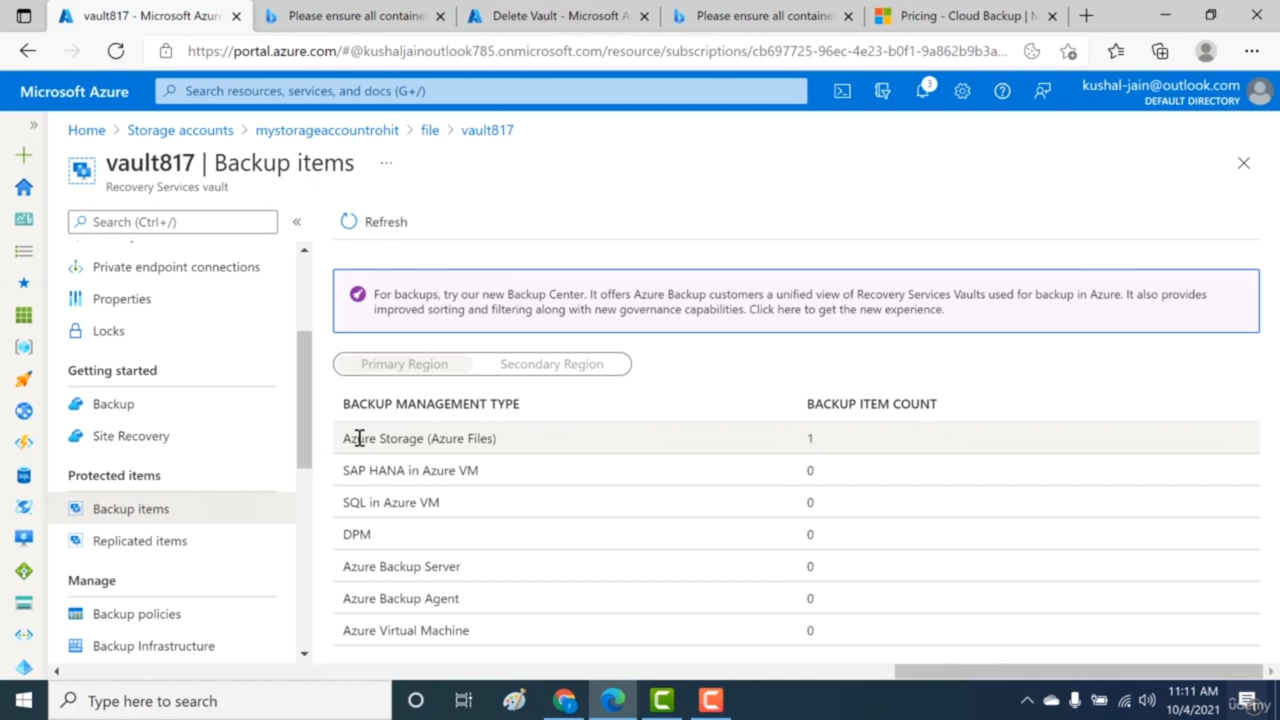 vault817 - Microsoft Azure
Please ensure all containe
Delete Vault - Microsoft A
Please ensure all containe
Pricing - Cloud Backup | M
https://portal.azure.com/#@kushaljainoutlook785.onmicrosoft.com/resource/subscriptions/cb697725-96ec-4e23-b0f1-9a862b9b3a...
Microsoft Azure
Search resources, services, and docs (G+/)
3
kushal-jain@outlook.com
DEFAULT DIRECTORY
Home > Storage accounts > mystorageaccountrohit > file > vault817
vault817 | Backup items ...
Recovery Services vault
Search (Ctrl+/)
Refresh
Private endpoint connections
Properties
Locks
Getting started
Backup
Site Recovery
Protected items
Backup items
Replicated items
Manage
Backup policies
Backup Infrastructure
For backups, try our new Backup Center. It offers Azure Backup customers a unified view of Recovery Services Vaults used for backup in Azure. It also provides
improved sorting and filtering along with new governance capabilities. Click here to get the new experience.
Primary Region Secondary Region
BACKUP MANAGEMENT TYPE BACKUP ITEM COUNT
Azure Storage (Azure Files) 1
SAP HANA in Azure VM 0
SQL in Azure VM 0
DPM 0
Azure Backup Server 0
Azure Backup Agent 0
Azure Virtual Machine 0
Type here to search
11:11 AM
10/4/2021
udemy